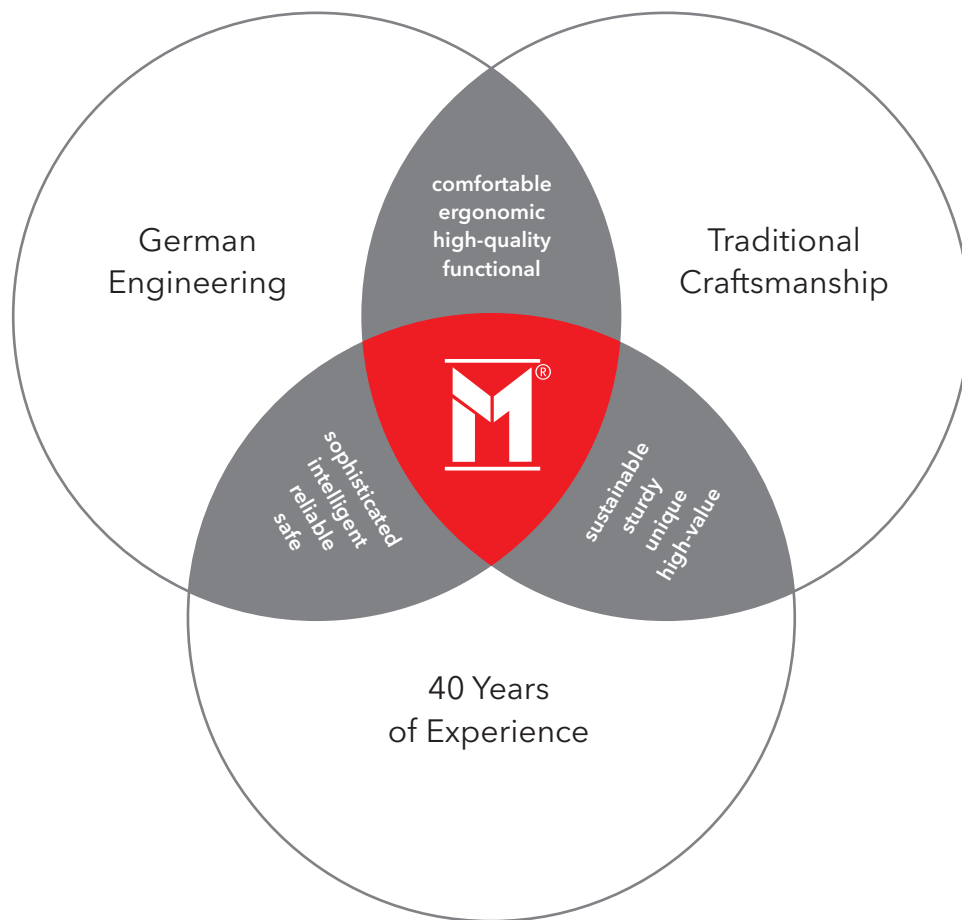 comfortable
ergonomic
high-quality
functional
German
Engineering
Traditional
Craftsmanship
M®
sophisticated
intelligent
reliable
safe
sustainable
sturdy
unique
high-value
40 Years
of Experience